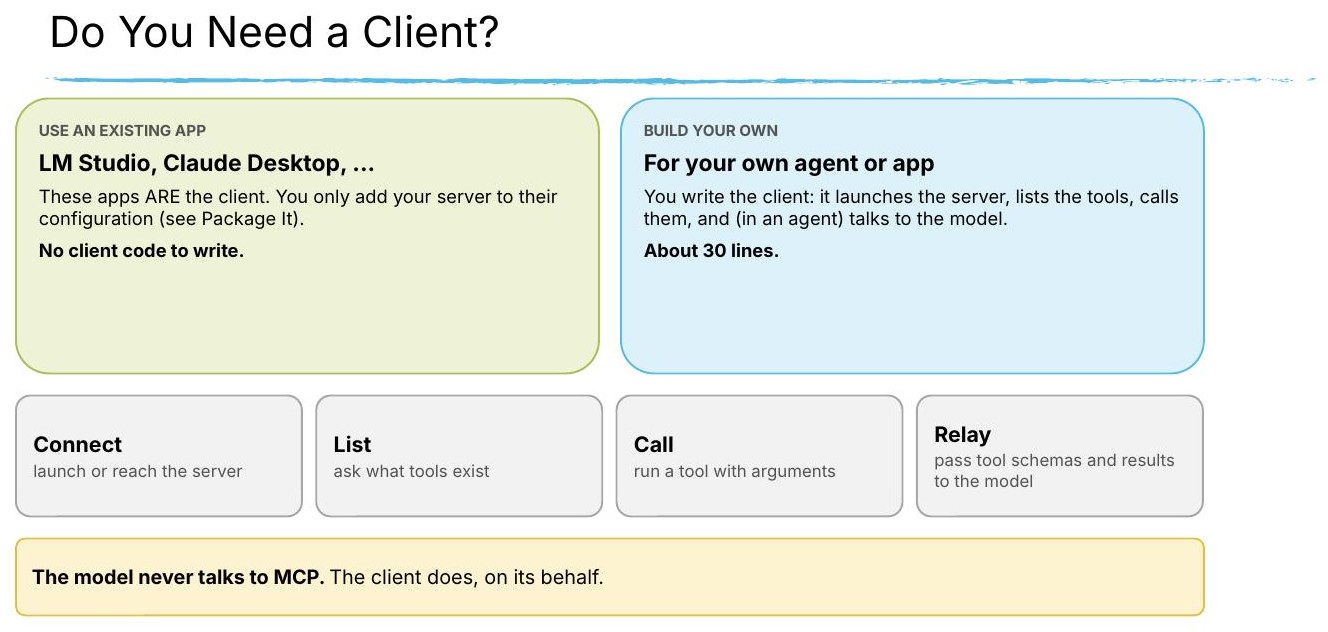 Do You Need a Client?
USE AN EXISTING APP
LM Studio, Claude Desktop, ...
These apps ARE the client. You only add your server to their
configuration (see Package It).
No client code to write.
BUILD YOUR OWN
For your own agent or app
You write the client: it launches the server, lists the tools, calls
them, and (in an agent) talks to the model.
About 30 lines.
Connect
launch or reach the server
List
ask what tools exist
Call
run a tool with arguments
Relay
pass tool schemas and results
to the model
The model never talks to MCP. The client does, on its behalf.